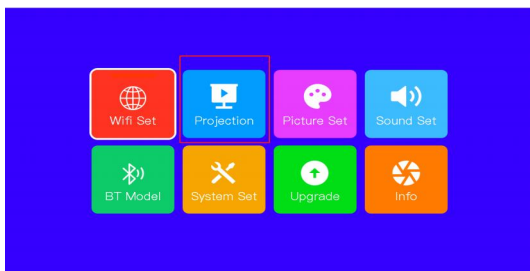 Wifi Set
Projection
Picture Set
Sound Set
BT Model
System Set
Upgrade
Info